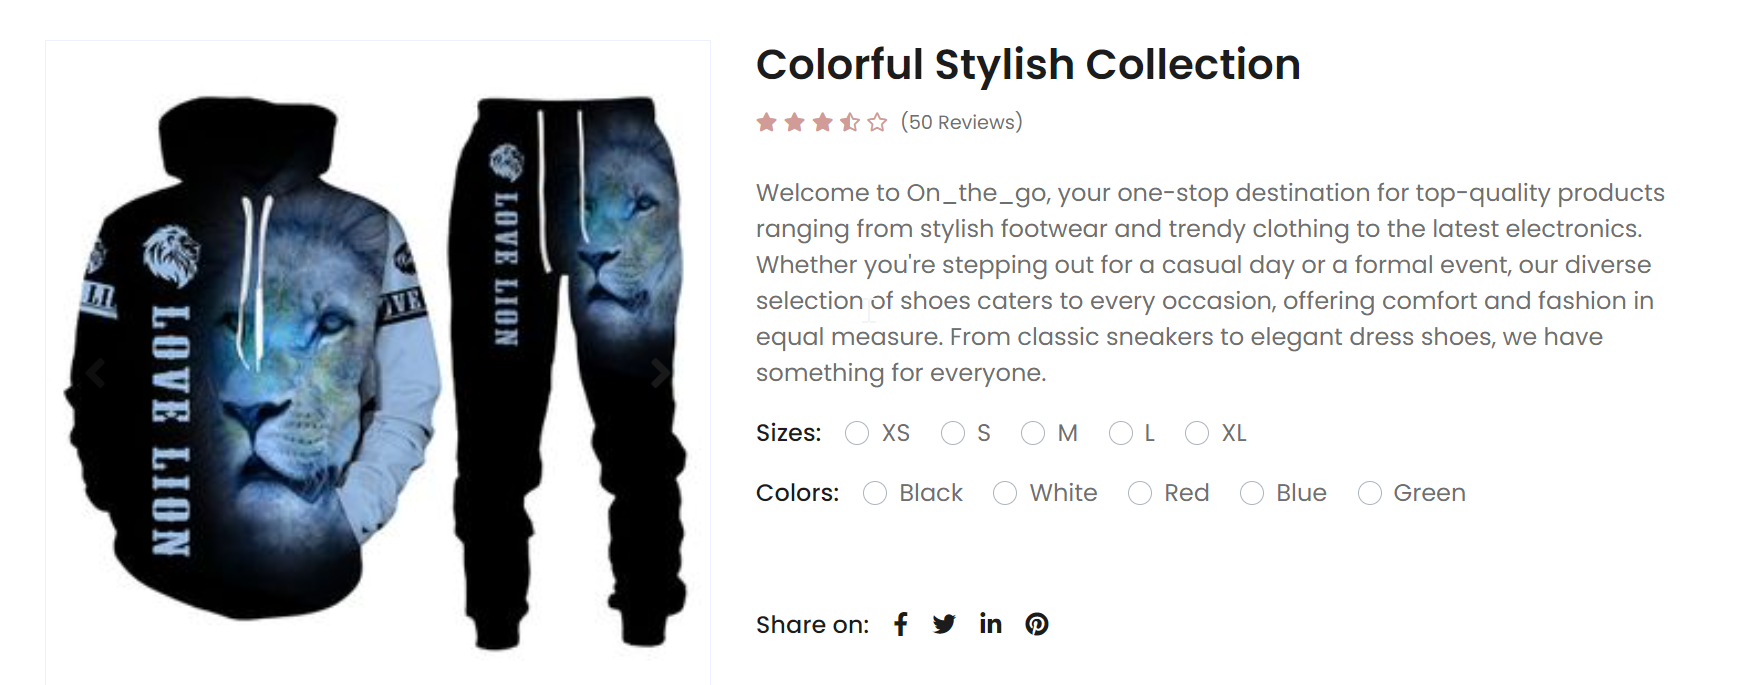 Colorful Stylish Collection
(50 Reviews)
Welcome to On_the_go, your one-stop destination for top-quality products
ranging from stylish footwear and trendy clothing to the latest electronics.
Whether you're stepping out for a casual day or a formal event, our diverse
selection of shoes caters to every occasion, offering comfort and fashion in
equal measure. From classic sneakers to elegant dress shoes, we have
something for everyone.
Sizes: XS S M L XL
Colors: Black White Red Blue Green
Share on:
LOVE LION
LOVE LION